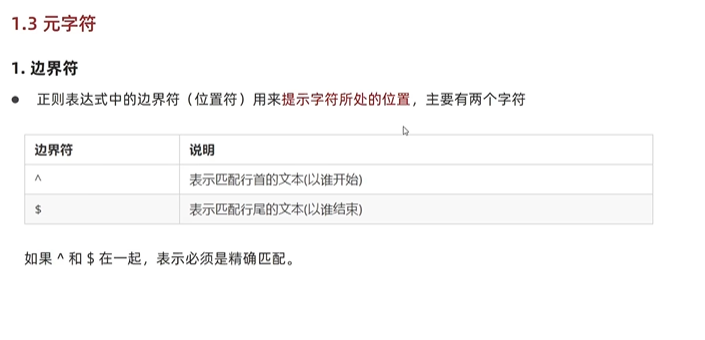 1.3 元字符
1. 边界符
● 正则表达式中的边界符（位置符）用来提示字符所处的位置，主要有两个字符
边界符 说明
^ 表示匹配行首的文本(以谁开始)
$ 表示匹配行尾的文本(以谁结束)
如果 ^ 和 $ 在一起，表示必须是精确匹配。